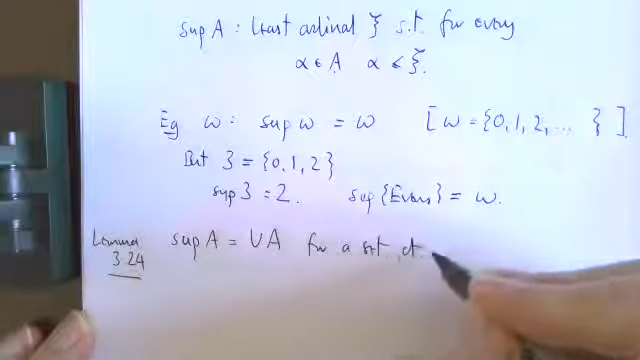 sup A : Least ordinal ξ s.t. for every
α ∈ A α ≤ ξ.
Eg ω : sup ω = ω [ω = {0, 1, 2, ... }]
But 3 = {0, 1, 2}
sup 3 = 2. sup {Evens} = ω.
Lemma 3.24 sup A = ∪A for a set